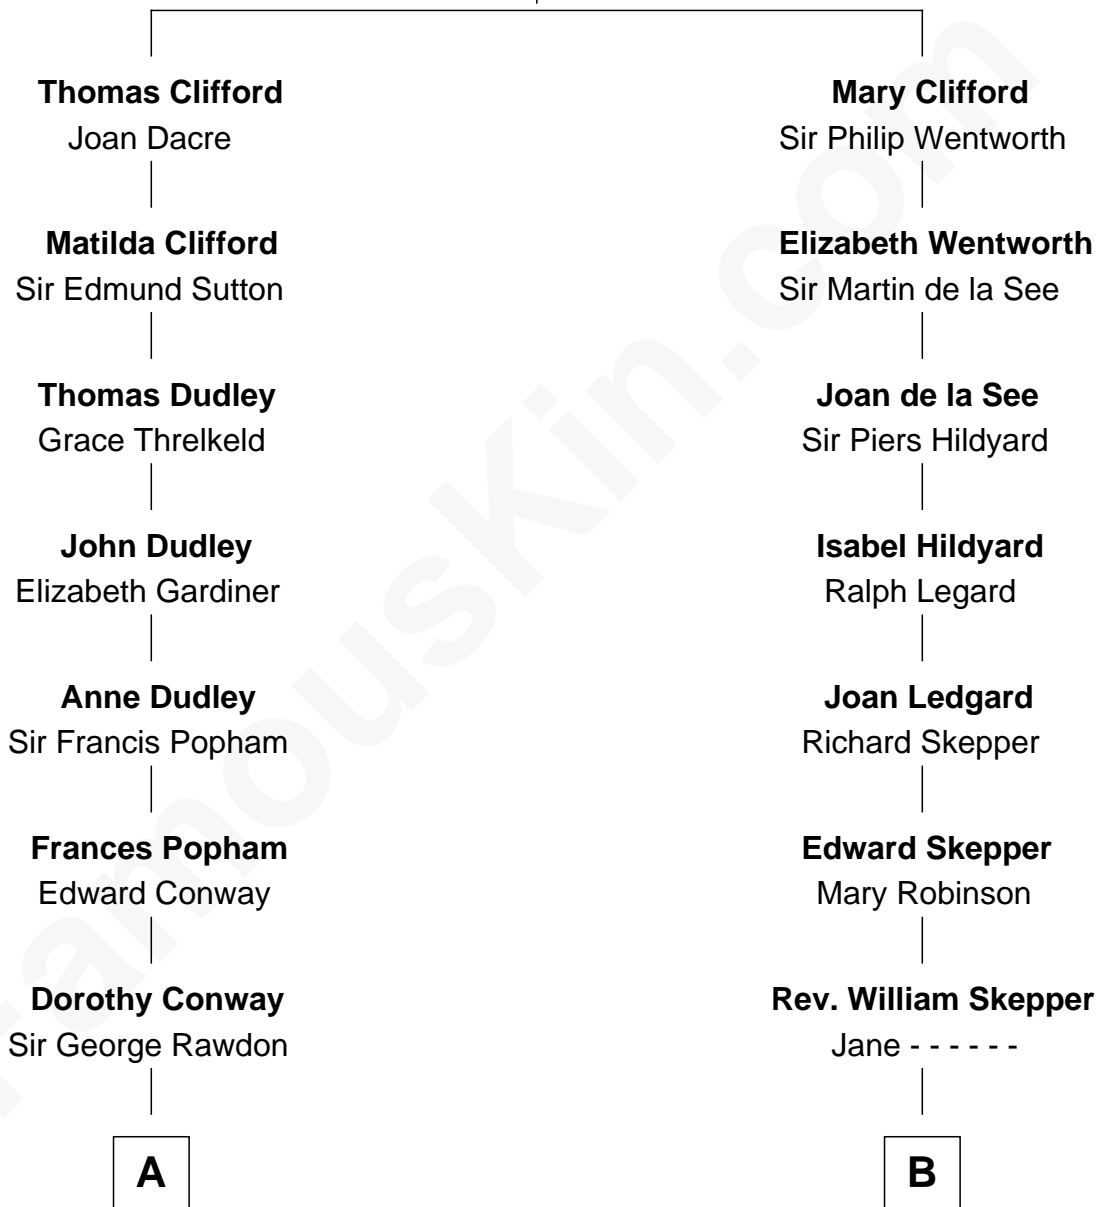 Thomas Clifford
Joan Dacre
Matilda Clifford
Sir Edmund Sutton
Thomas Dudley
Grace Threlkeld
John Dudley
Elizabeth Gardiner
Anne Dudley
Sir Francis Popham
Frances Popham
Edward Conway
Dorothy Conway
Sir George Rawdon
A
Mary Clifford
Sir Philip Wentworth
Elizabeth Wentworth
Sir Martin de la See
Joan de la See
Sir Piers Hildyard
Isabel Hildyard
Ralph Legard
Joan Ledgard
Richard Skepper
Edward Skepper
Mary Robinson
Rev. William Skepper
Jane - - - - - -
B
FamousKin.com